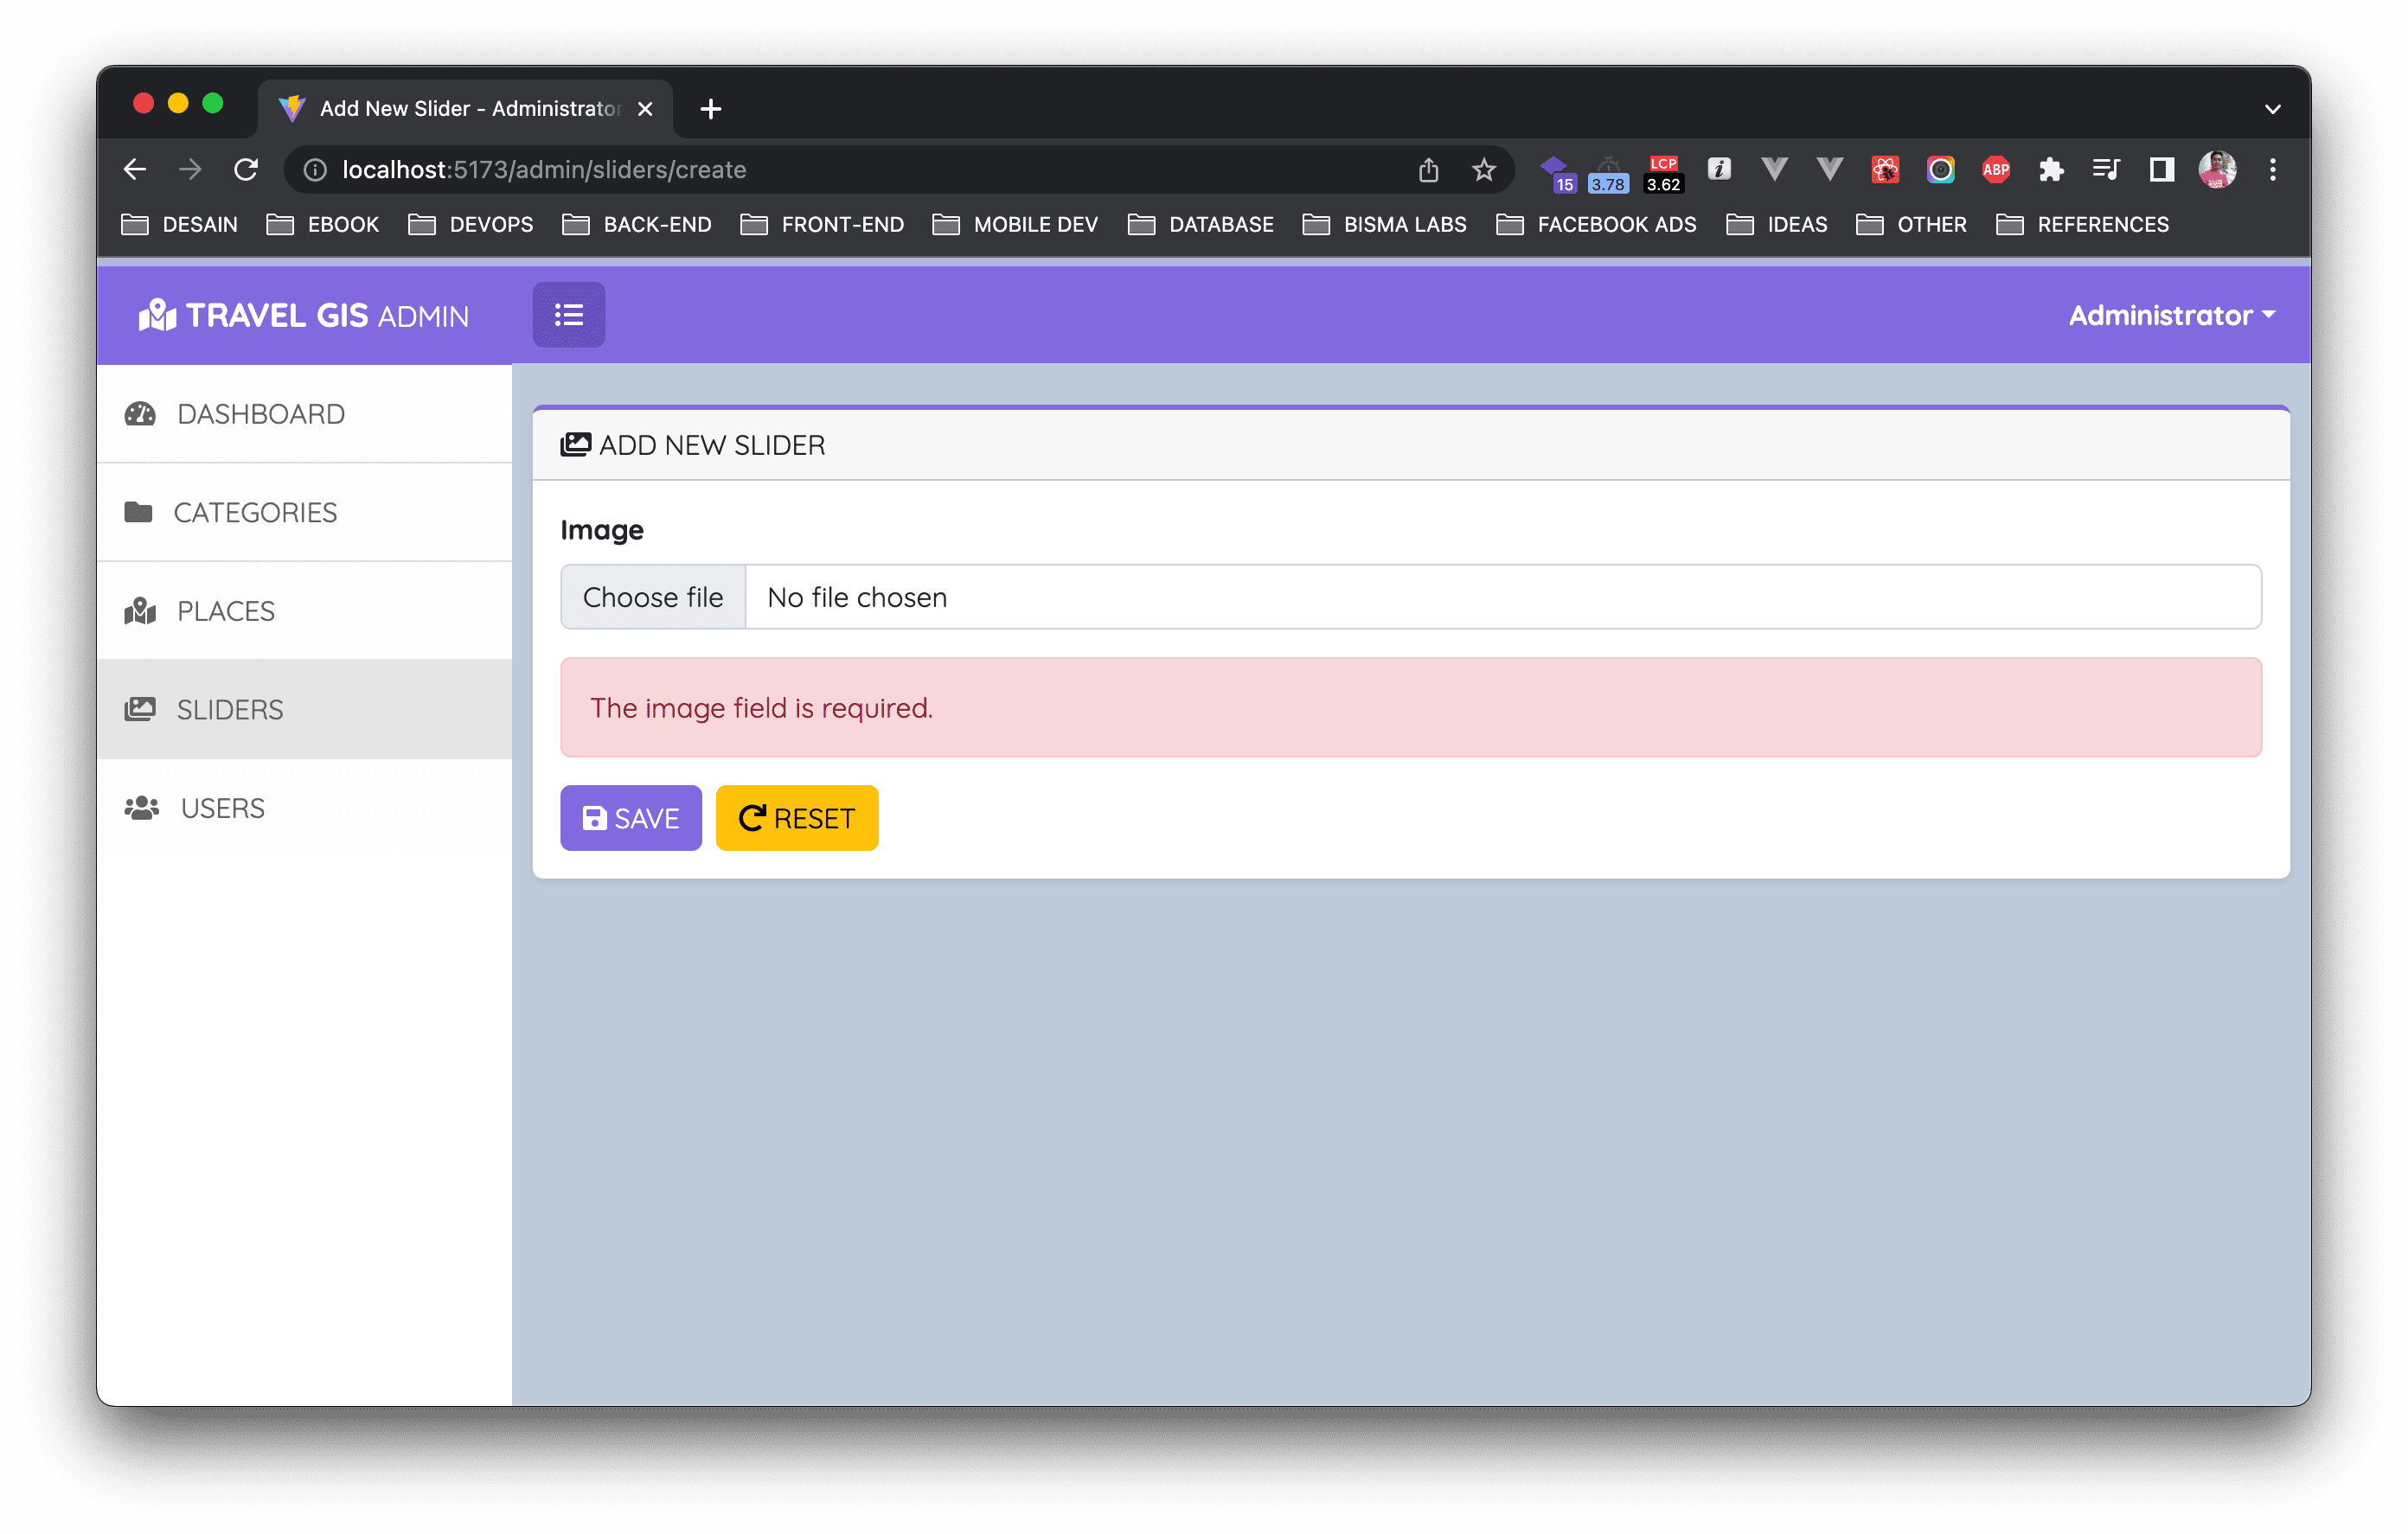 Add New Slider - Administrator
localhost:5173/admin/sliders/create
15
3.78
LCP
3.62
ABP
DESAIN EBOOK DEVOPS BACK-END FRONT-END MOBILE DEV DATABASE BISMA LABS FACEBOOK ADS IDEAS OTHER REFERENCES
TRAVEL GIS ADMIN
Administrator
DASHBOARD
CATEGORIES
PLACES
SLIDERS
USERS
ADD NEW SLIDER
Image
Choose file No file chosen
The image field is required.
SAVE RESET